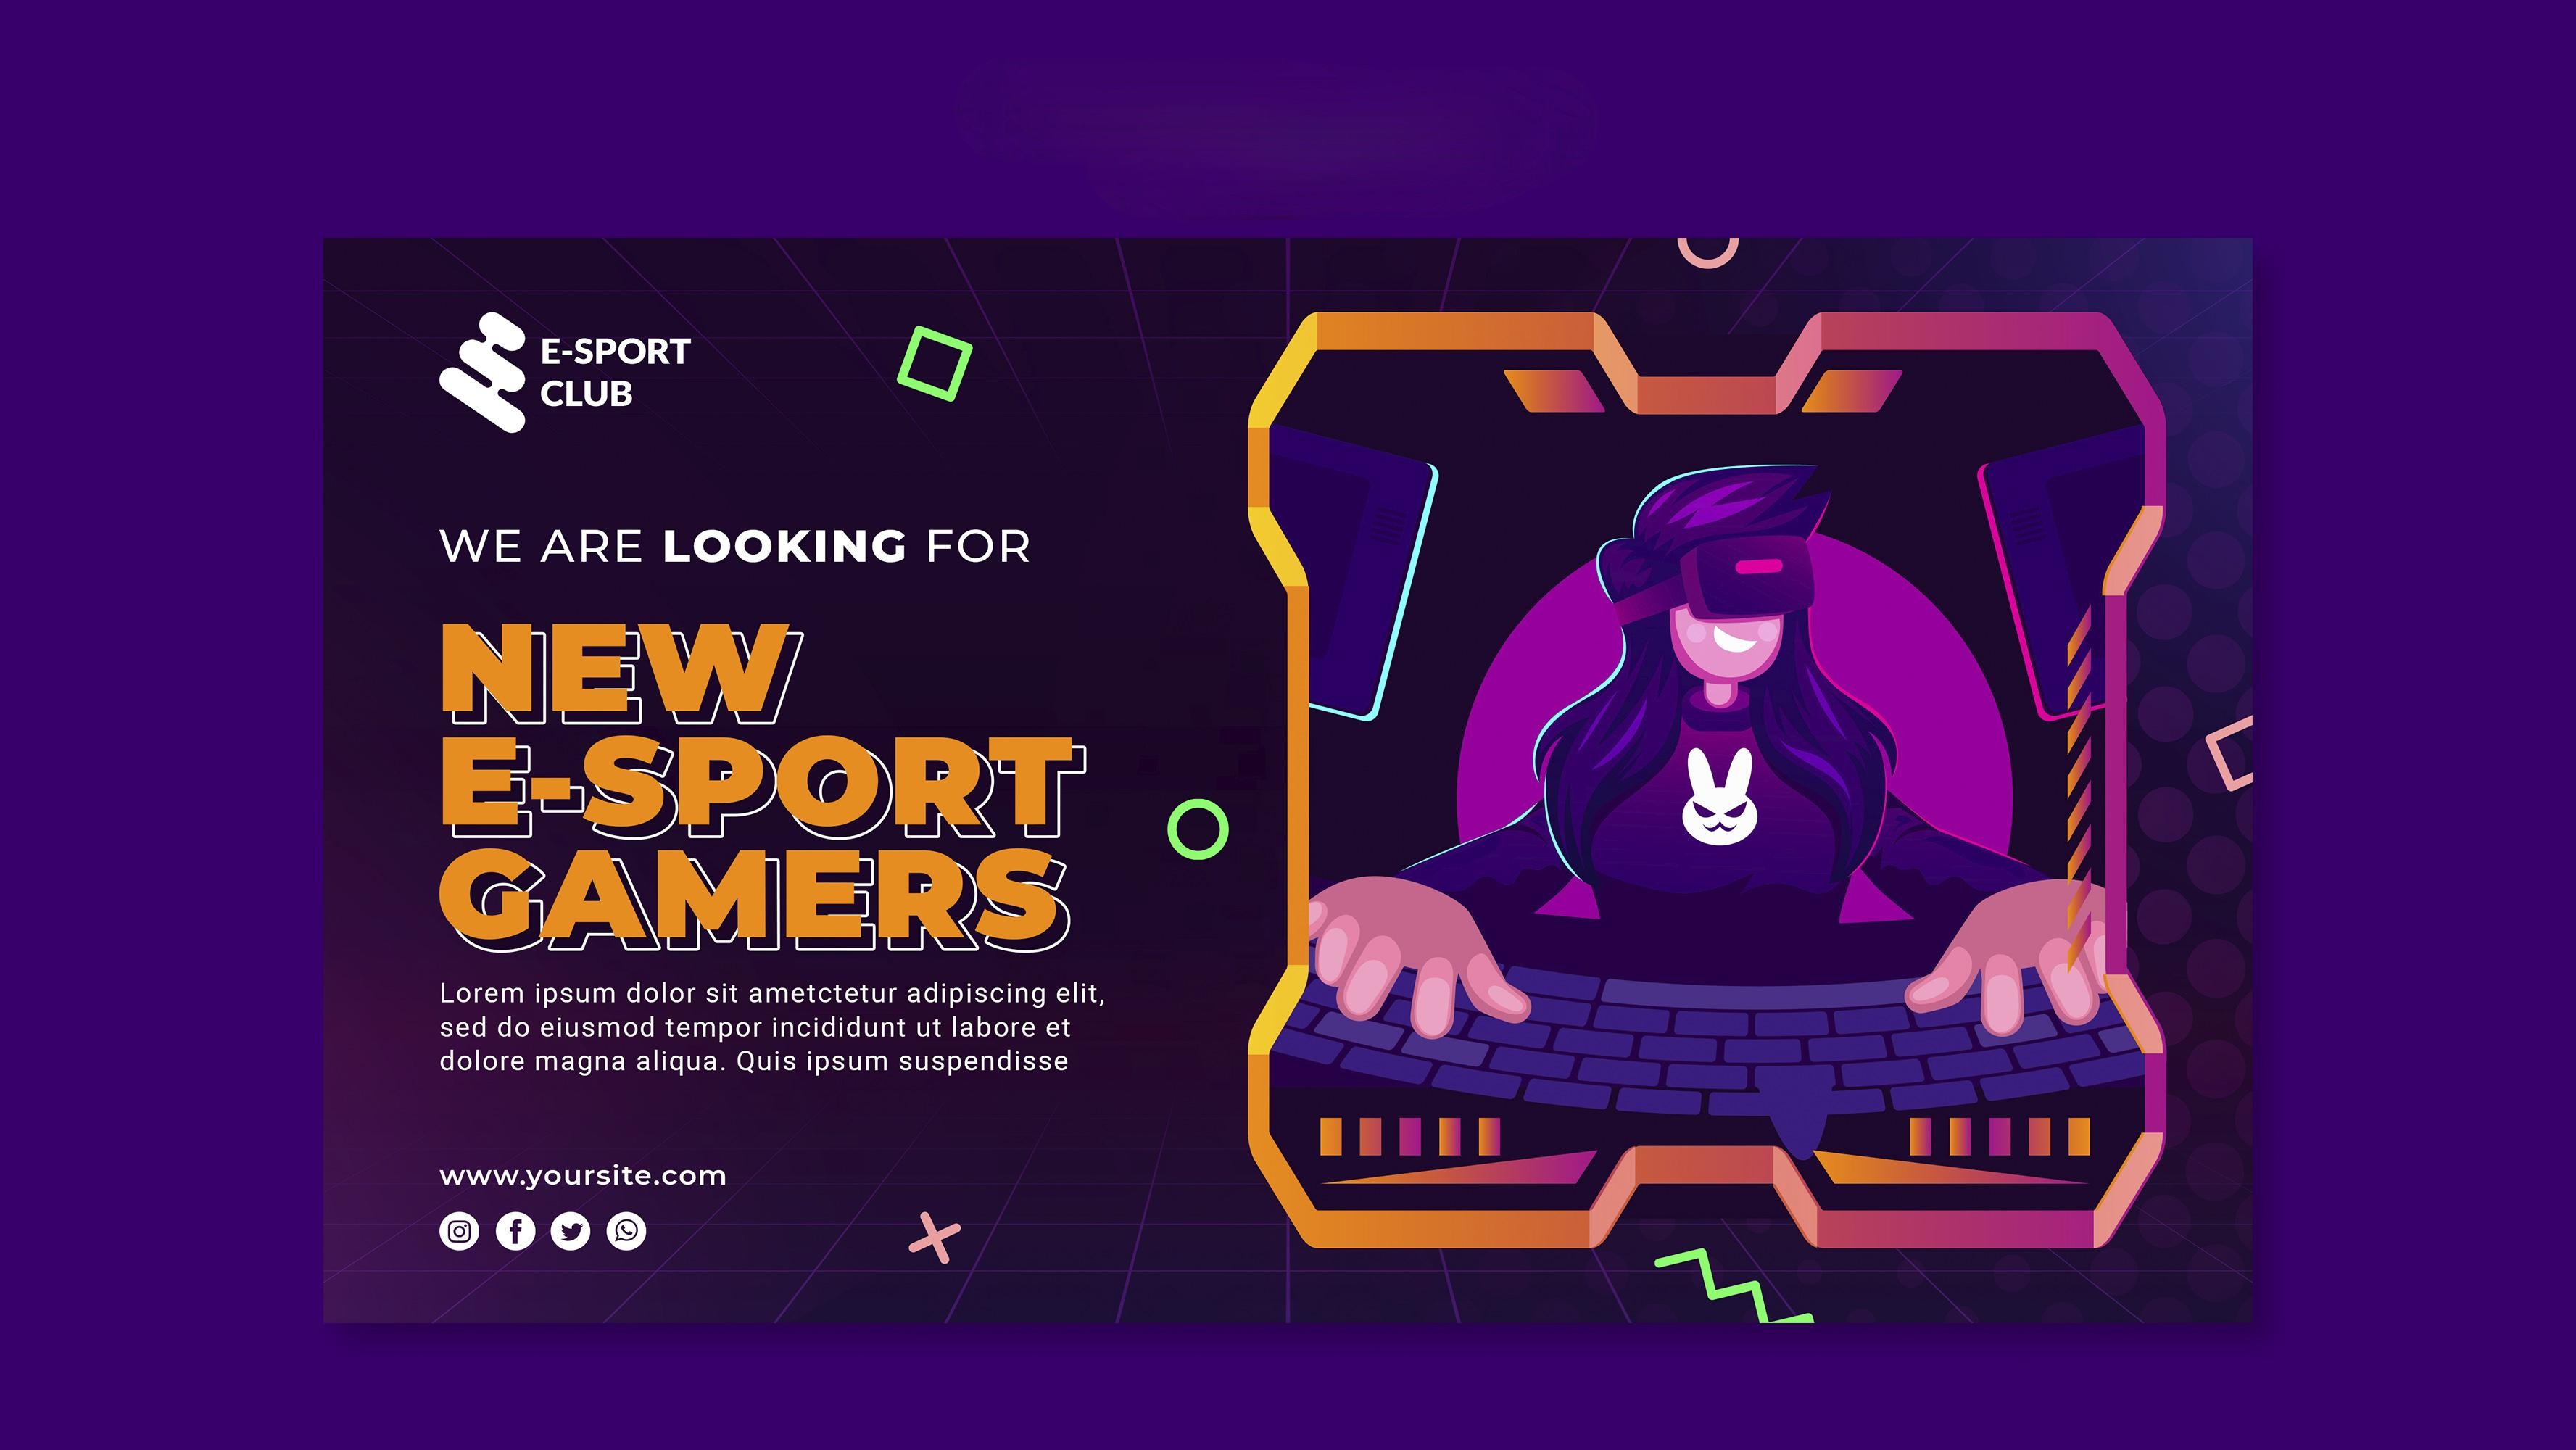 E-SPORT
CLUB
WE ARE LOOKING FOR
NEW
E-SPORT
GAMERS
Lorem ipsum dolor sit ametctetur adipiscing elit,
sed do eiusmod tempor incididunt ut labore et
dolore magna aliqua. Quis ipsum suspendisse
www.yoursite.com